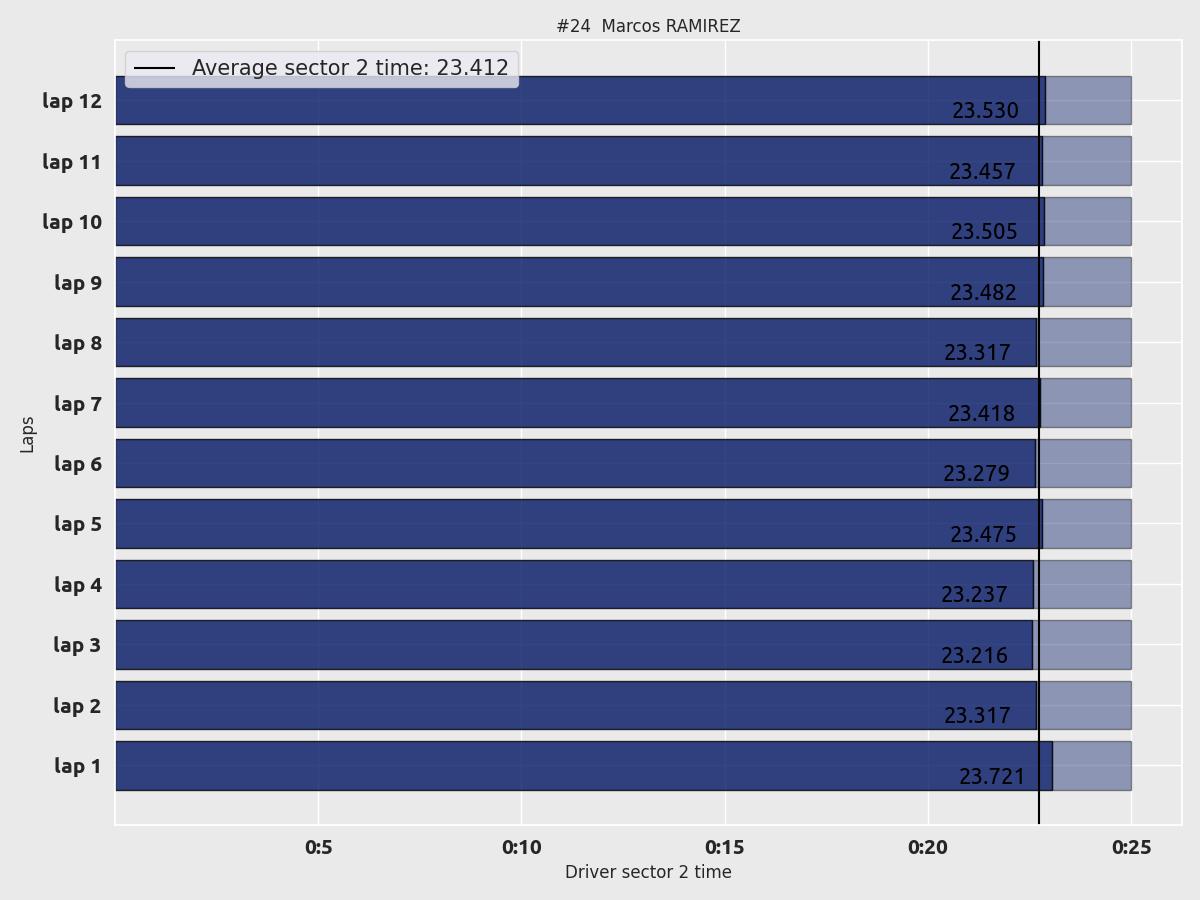 #24  Marcos RAMIREZ
Average sector 2 time: 23.412
lap 12
23.530
lap 11
23.457
lap 10
23.505
lap 9
23.482
lap 8
23.317
lap 7
23.418
lap 6
23.279
lap 5
23.475
lap 4
23.237
lap 3
23.216
lap 2
23.317
lap 1
23.721
Laps
0:5 0:10 0:15 0:20 0:25
Driver sector 2 time